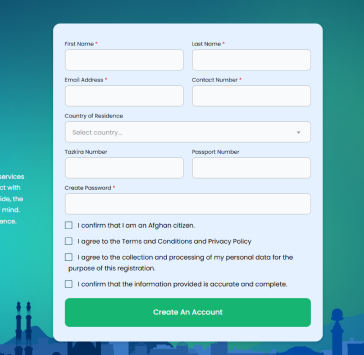 First Name *
Last Name *
Email Address *
Contact Number *
Country of Residence
Select country...
Tazkira Number
Passport Number
Create Password *
I confirm that I am an Afghan citizen.
I agree to the Terms and Conditions and Privacy Policy
I agree to the collection and processing of my personal data for the
purpose of this registration.
I confirm that the information provided is accurate and complete.
Create An Account
services
ct with
ide, the
mind.
ence.